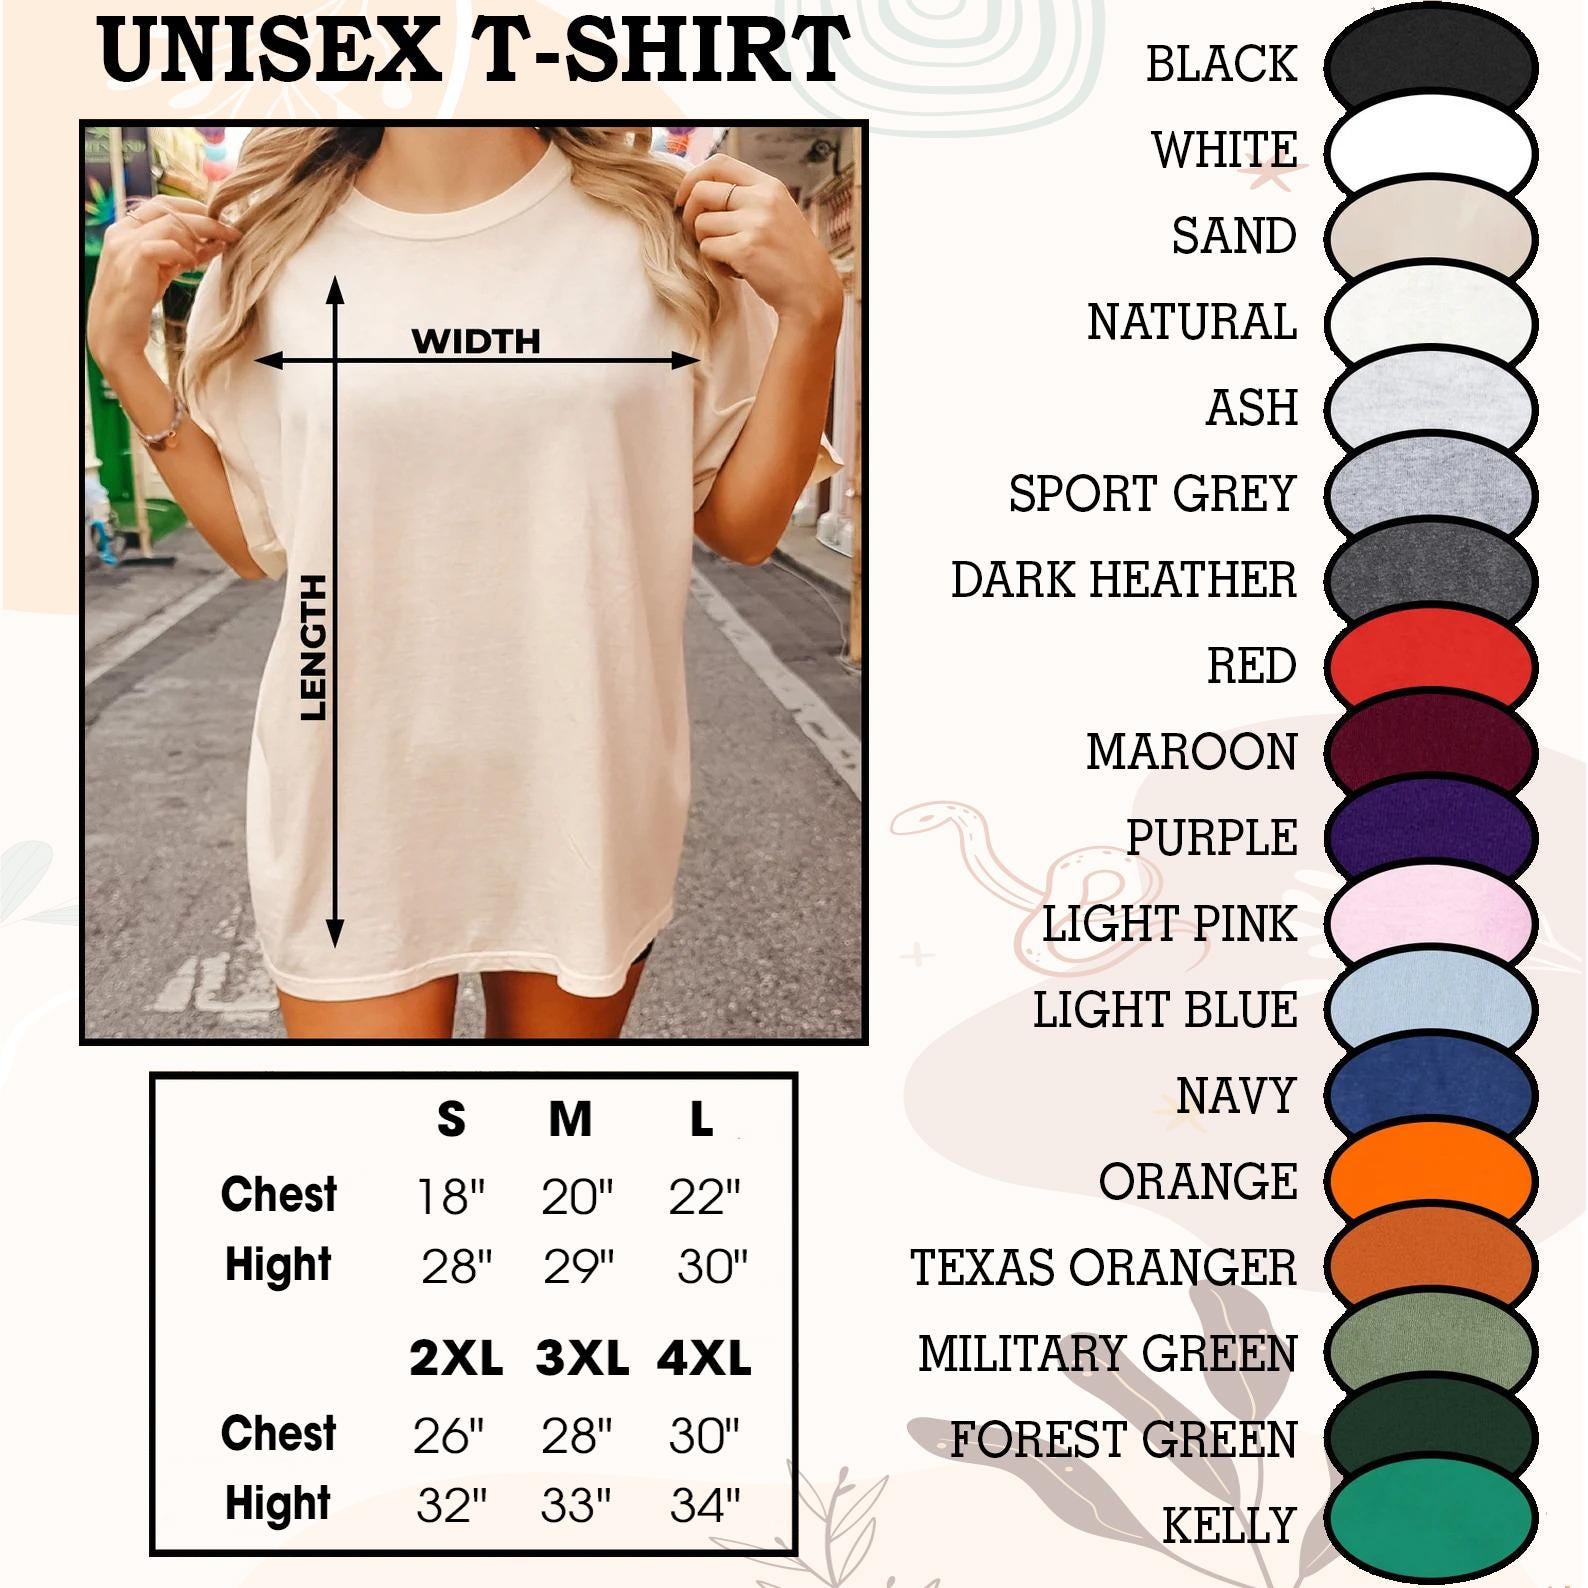 UNISEX T-SHIRT
WIDTH
LENGTH
S M L
Chest 18" 20" 22"
Hight 28" 29" 30"
2XL 3XL 4XL
Chest 26" 28" 30"
Hight 32" 33" 34"
BLACK
WHITE
SAND
NATURAL
ASH
SPORT GREY
DARK HEATHER
RED
MAROON
PURPLE
LIGHT PINK
LIGHT BLUE
NAVY
ORANGE
TEXAS ORANGER
MILITARY GREEN
FOREST GREEN
KELLY